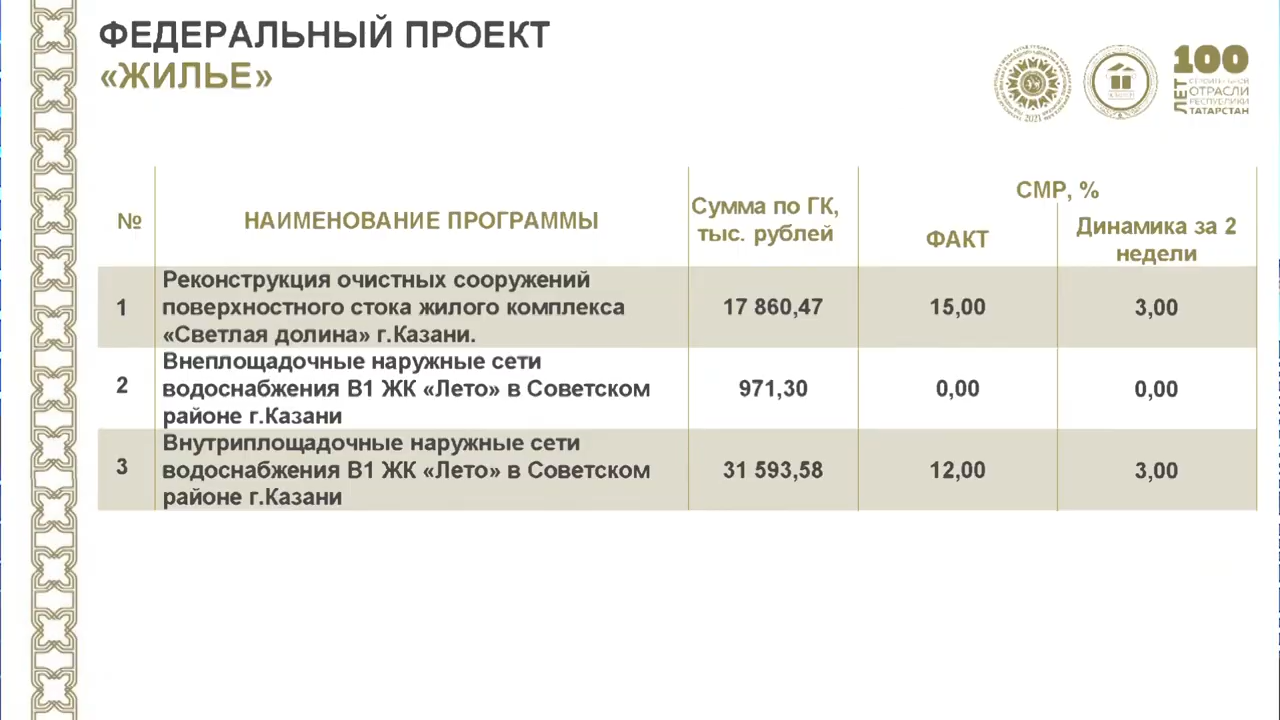 ФЕДЕРАЛЬНЫЙ ПРОЕКТ
«ЖИЛЬЕ»
2021
100
ЛЕТ
СТРОИТЕЛЬНОЙ
ОТРАСЛИ
РЕСПУБЛИКИ
ТАТАРСТАН
№
НАИМЕНОВАНИЕ ПРОГРАММЫ
Сумма по ГК,
тыс. рублей
СМР, %
ФАКТ
Динамика за 2
недели
1
Реконструкция очистных сооружений
поверхностного стока жилого комплекса
«Светлая долина» г.Казани.
17 860,47
15,00
3,00
2
Внеплощадочные наружные сети
водоснабжения В1 ЖК «Лето» в Советском
районе г.Казани
971,30
0,00
0,00
3
Внутриплощадочные наружные сети
водоснабжения В1 ЖК «Лето» в Советском
районе г.Казани
31 593,58
12,00
3,00